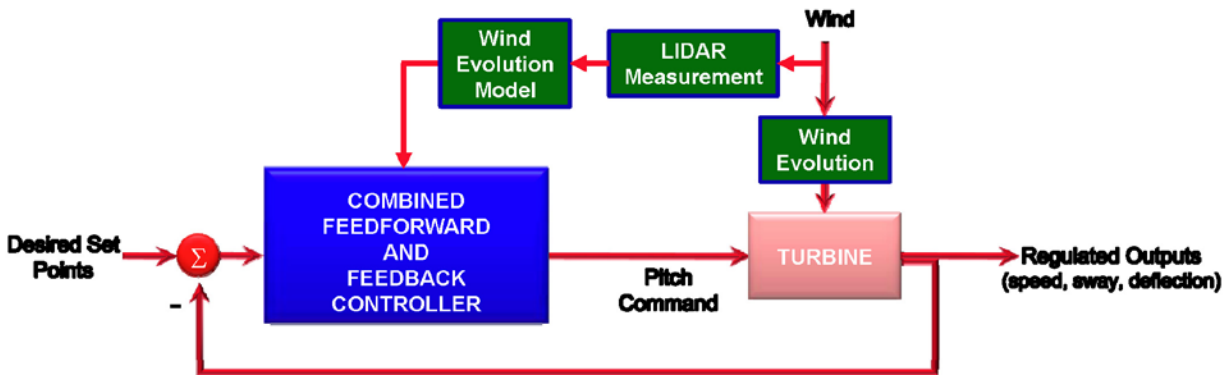 Wind
Wind
Evolution
Model
LIDAR
Measurement
Wind
Evolution
COMBINED
FEEDFORWARD
AND
FEEDBACK
CONTROLLER
Desired Set
Points
Σ
−
Pitch
Command
TURBINE
Regulated Outputs
(speed, sway, deflection)